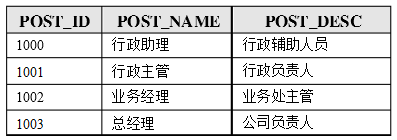 POST_ID POST_NAME POST_DESC
1000 行政助理 行政辅助人员
1001 行政主管 行政负责人
1002 业务经理 业务处主管
1003 总经理 公司负责人